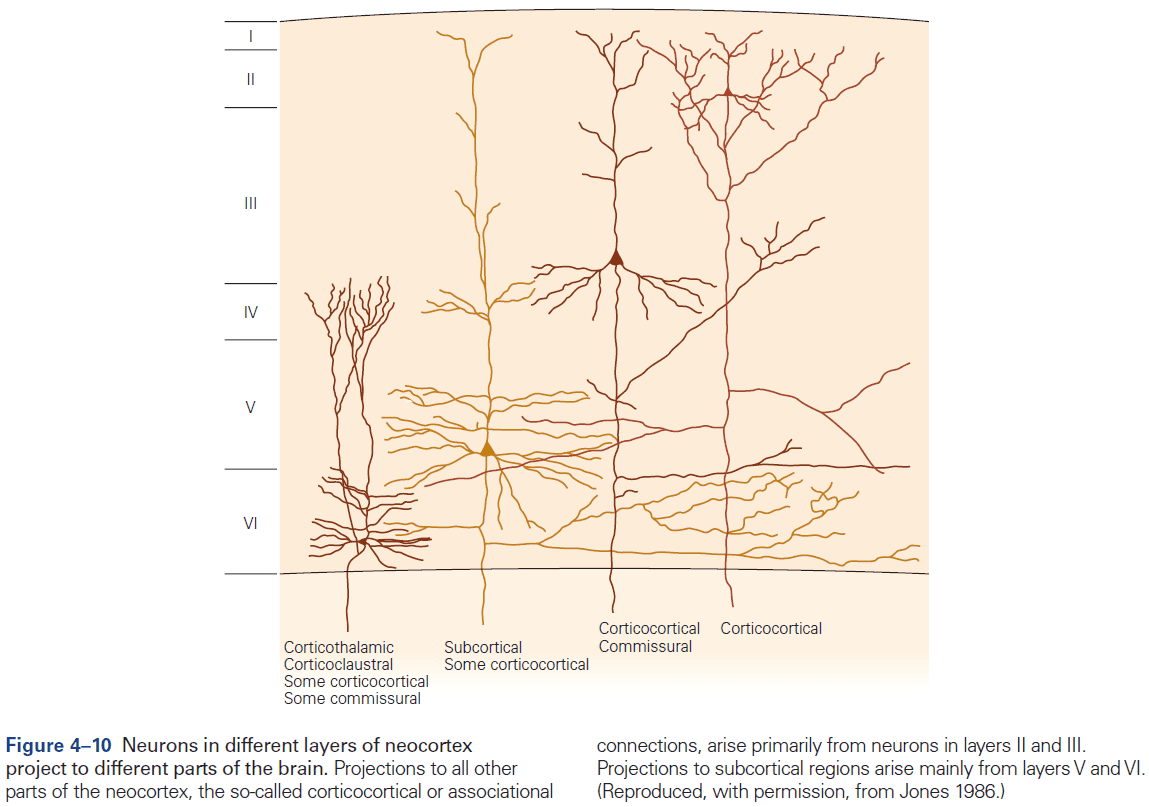 I
II
III
IV
V
VI
Corticothalamic
Corticoclaustral
Some corticocortical
Some commissural
Subcortical
Some corticocortical
Corticocortical
Commissural
Corticocortical
Figure 4–10 Neurons in different layers of neocortex
project to different parts of the brain. Projections to all other
parts of the neocortex, the so-called corticocortical or associational
connections, arise primarily from neurons in layers II and III.
Projections to subcortical regions arise mainly from layers V and VI.
(Reproduced, with permission, from Jones 1986.)